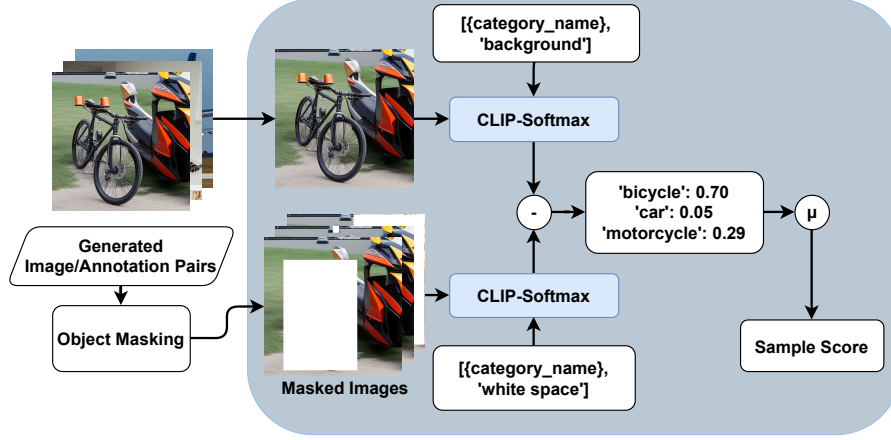 [{category_name},
'background']
CLIP-Softmax
Generated
Image/Annotation Pairs
Object Masking
-
'bicycle': 0.70
'car': 0.05
'motorcycle': 0.29
μ
CLIP-Softmax
Masked Images
[{category_name},
'white space']
Sample Score